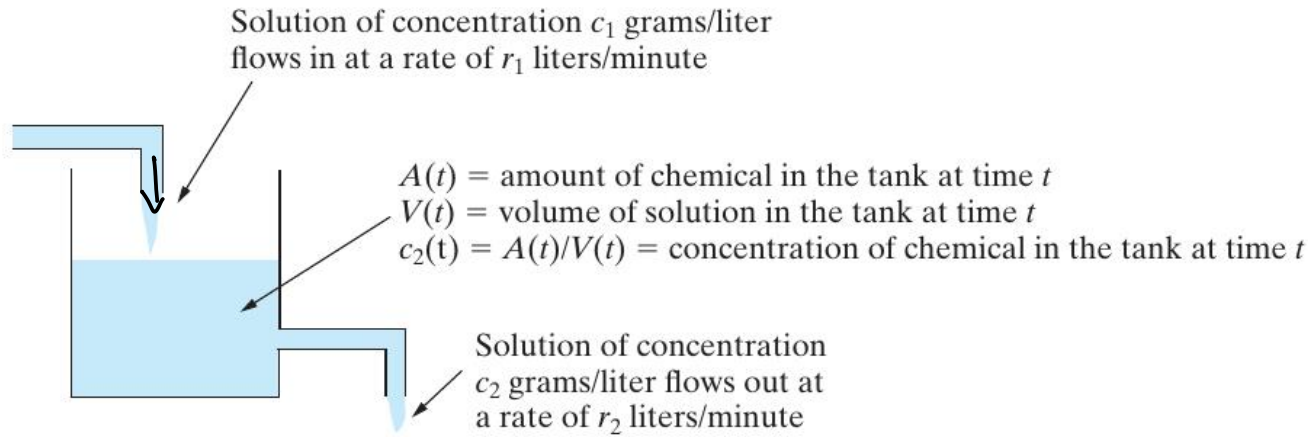 Solution of concentration c₁ grams/liter
flows in at a rate of r₁ liters/minute
A(t) = amount of chemical in the tank at time t
V(t) = volume of solution in the tank at time t
c₂(t) = A(t)/V(t) = concentration of chemical in the tank at time t
Solution of concentration
c₂ grams/liter flows out at
a rate of r₂ liters/minute